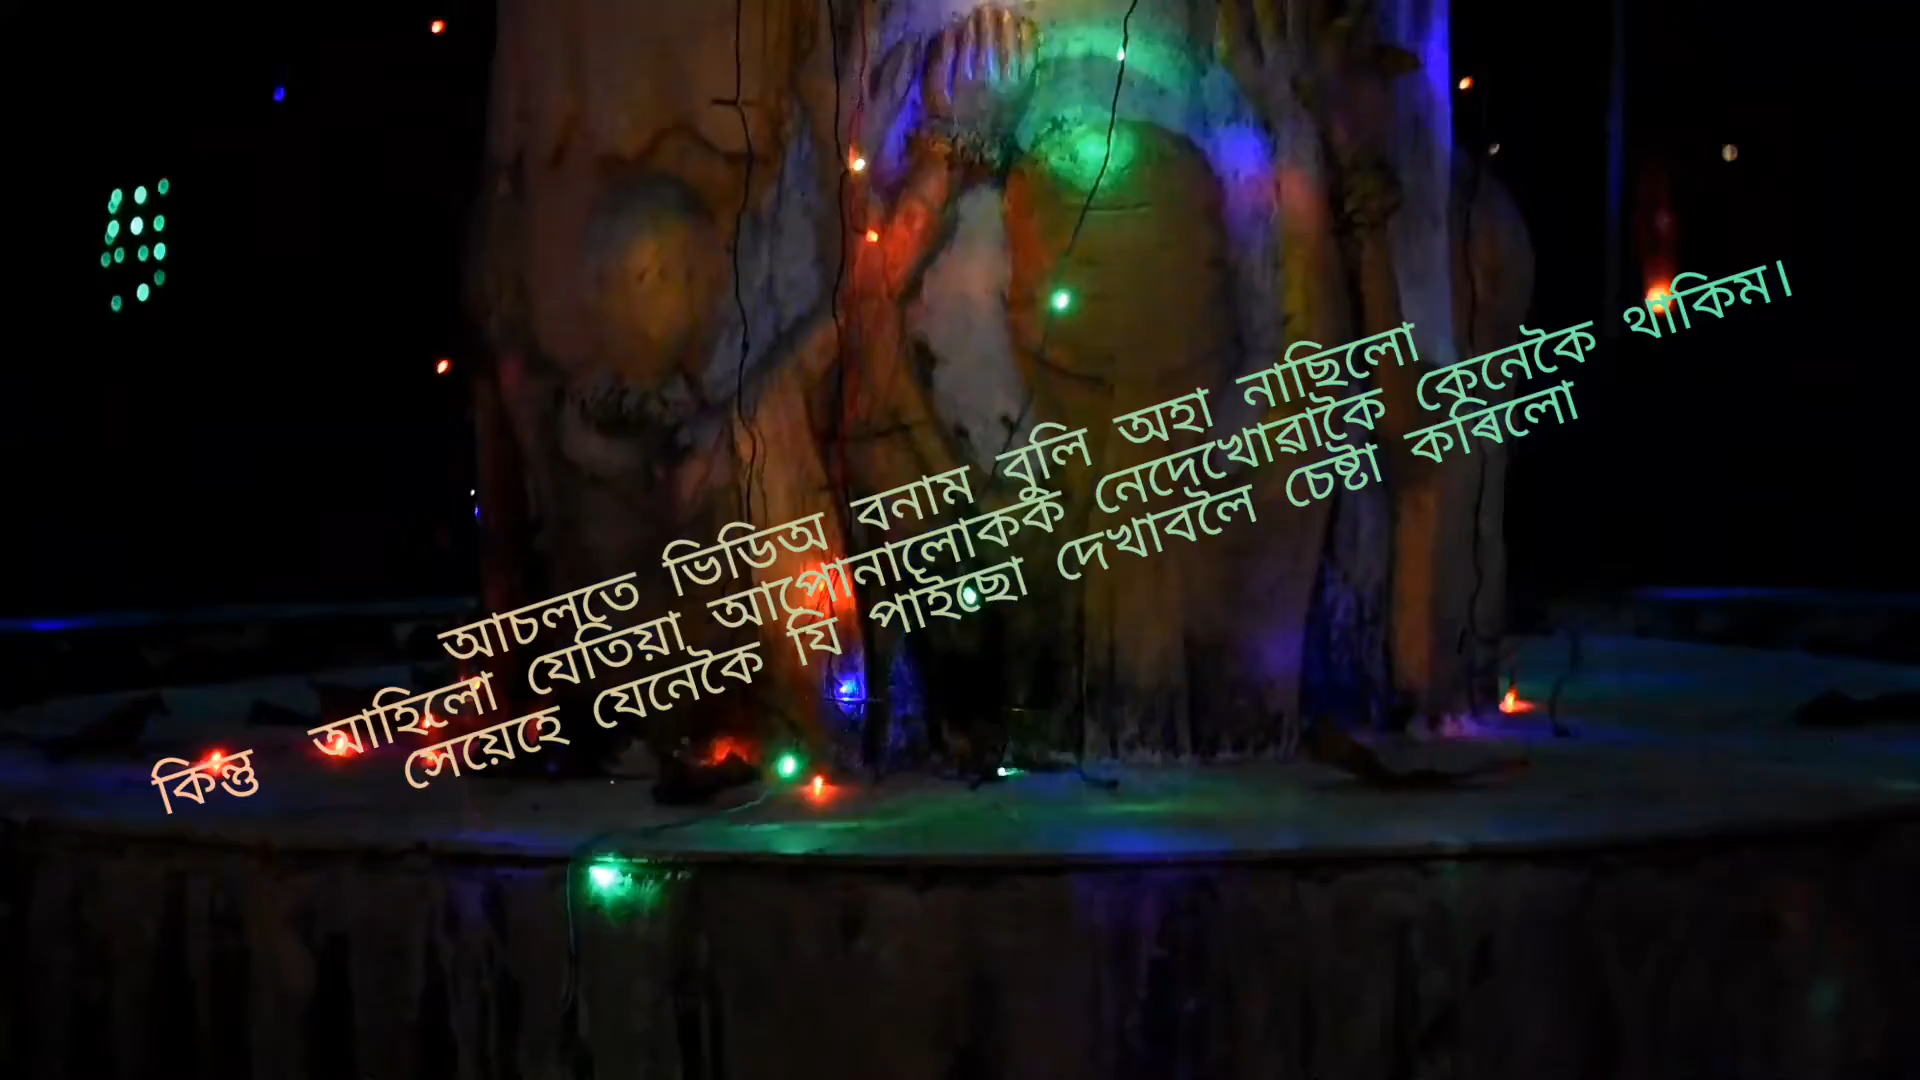 আচলতে ভিডিঅ বনাম বুলি অহা নাছিলো
কিন্তু আহিলো যেতিয়া আপোনালোকক নেদেখোৱাকৈ কেনেকৈ থাকিম।
সেয়েহে যেনেকৈ যি পাইছো দেখাবলৈ চেষ্টা কৰিলো